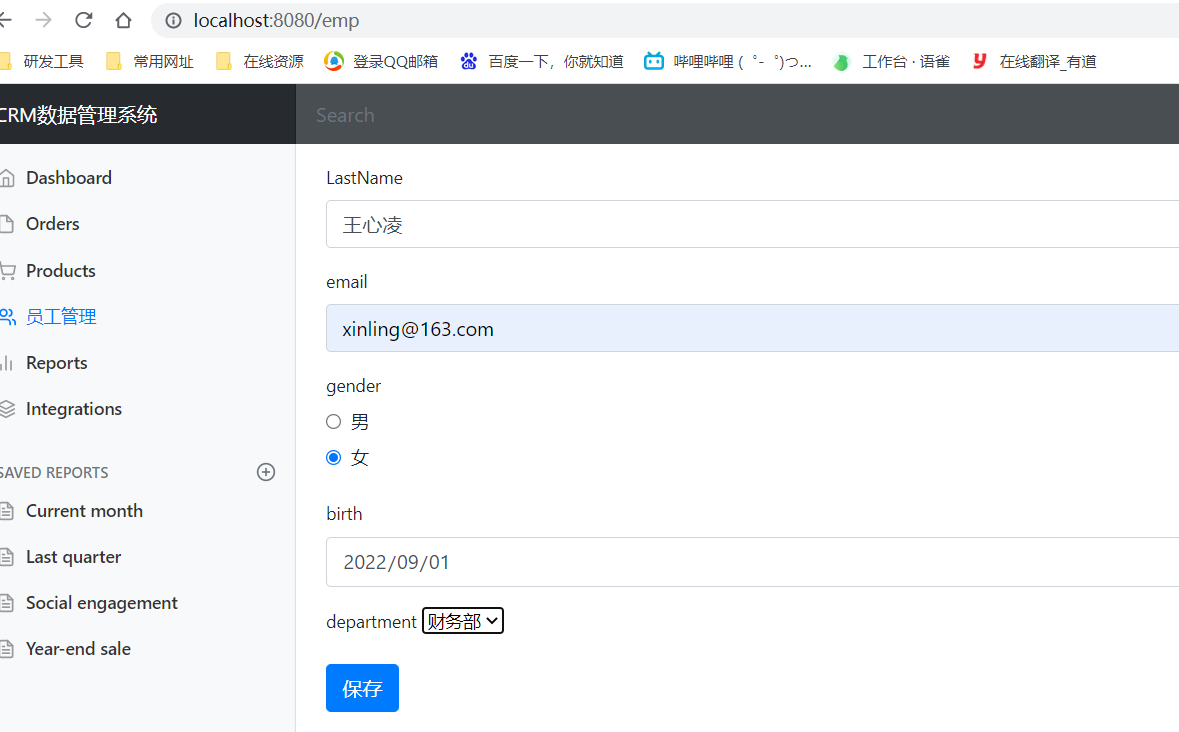 localhost:8080/emp
研发工具 常用网址 在线资源 登录QQ邮箱 百度一下，你就知道 哔哩哔哩 (゜-゜)つ... 工作台 · 语雀 在线翻译_有道
CRM数据管理系统 Search
Dashboard
Orders
Products
员工管理
Reports
Integrations
SAVED REPORTS
Current month
Last quarter
Social engagement
Year-end sale
LastName
王心凌
email
xinling@163.com
gender
男
女
birth
2022/09/01
department 财务部
保存